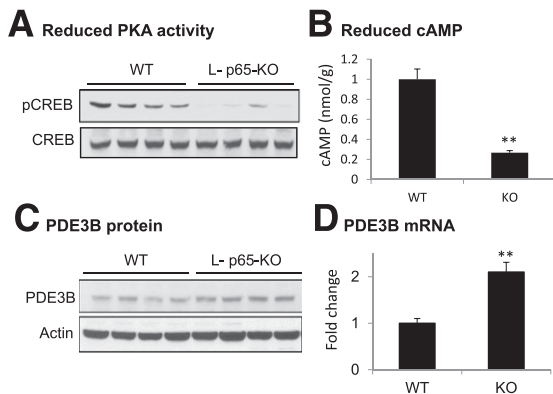 A Reduced PKA activity
WT L- p65-KO
pCREB
CREB
B Reduced cAMP
cAMP (nmol/g)
1.2
1
0.8
0.6
0.4
0.2
0
**
WT KO
C PDE3B protein
WT L- p65-KO
PDE3B
Actin
D PDE3B mRNA
Fold change
2
1
0
**
WT KO